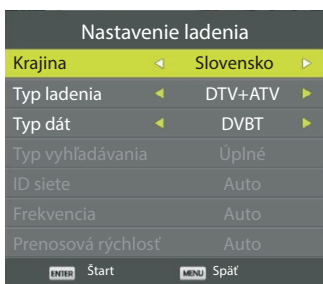 Nastavenie ladenia
Krajina Slovensko
Typ ladenia DTV+ATV
Typ dát DVBT
Typ vyhľadávania Úplné
ID siete Auto
Frekvencia Auto
Prenosová rýchlosť Auto
ENTER Štart MENU Späť